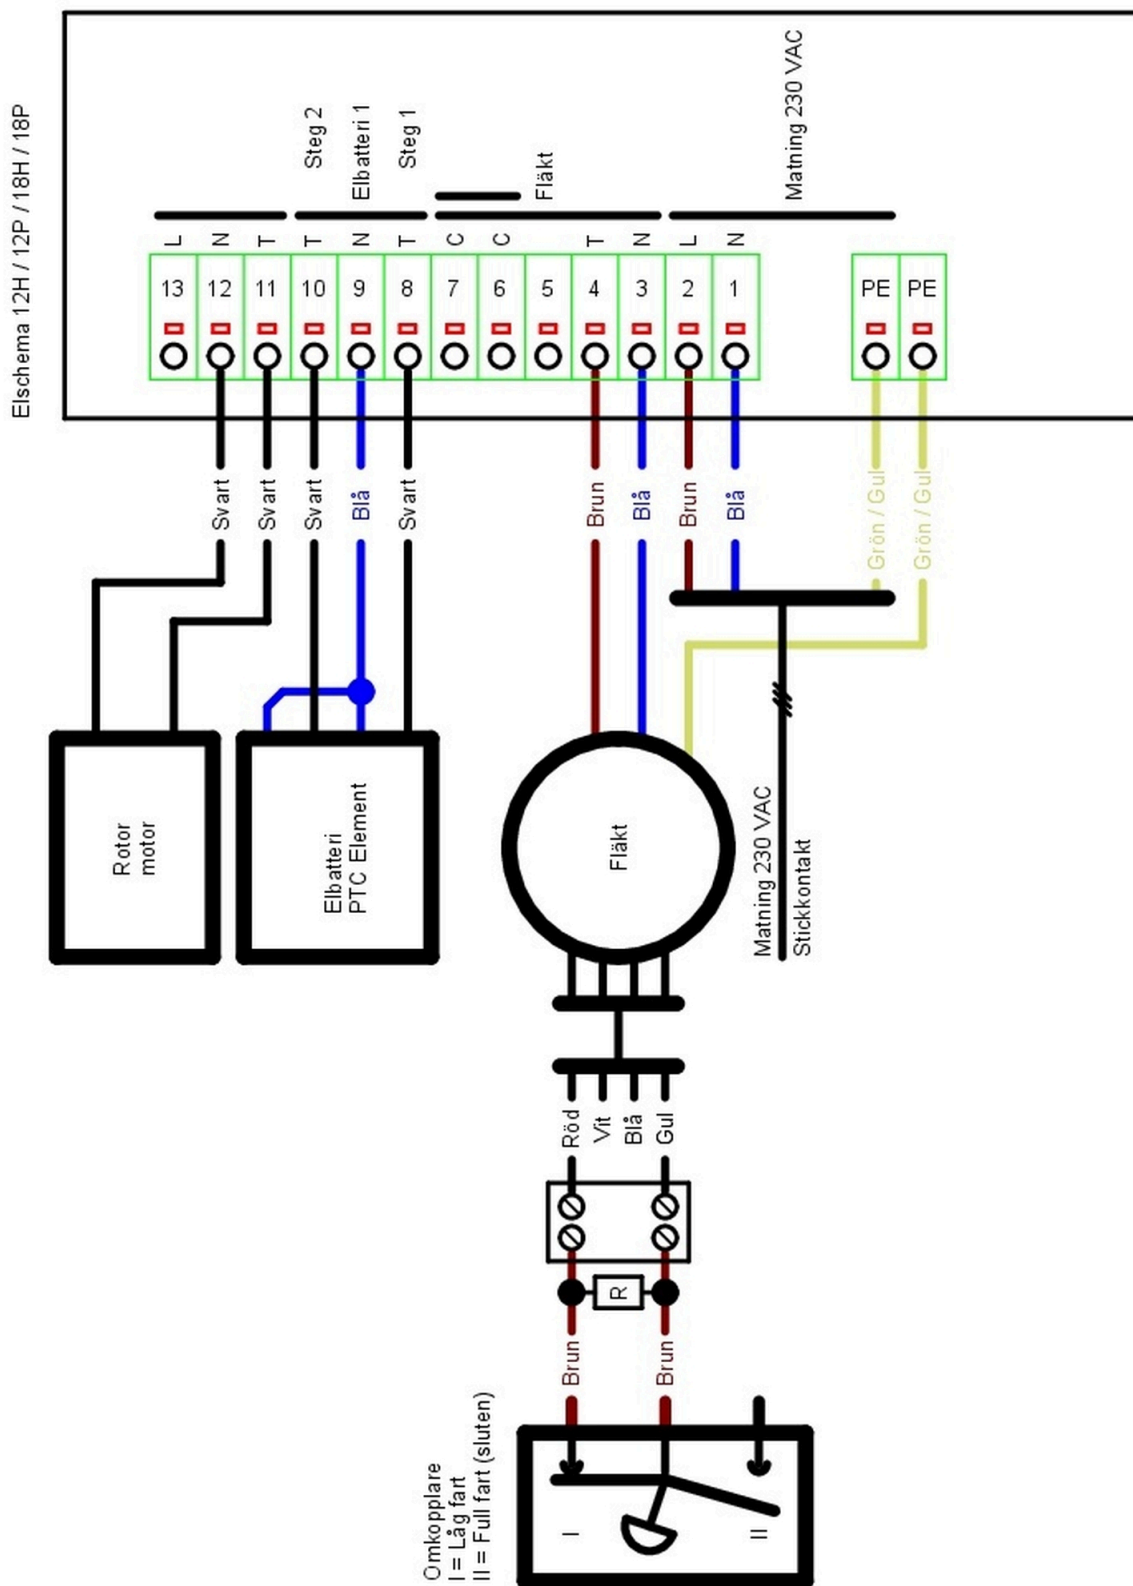 Elschema 12H / 12P / 18H / 18P
Steg 2
Elbatteri 1
Steg 1
Fläkt
Matning 230 VAC
L
N
T
T
N
T
C
C
T
N
L
N
13
12
11
10
9
8
7
6
5
4
3
2
1
PE
PE
Svart
Svart
Svart
Blå
Svart
Brun
Blå
Brun
Blå
Grön / Gul
Grön / Gul
Rotor
motor
Elbatteri
PTC Element
Fläkt
Matning 230 VAC
Stickkontakt
Röd
Vit
Blå
Gul
R
Brun
Brun
Omkopplare
I = Låg fart
II = Full fart (sluten)
I
II